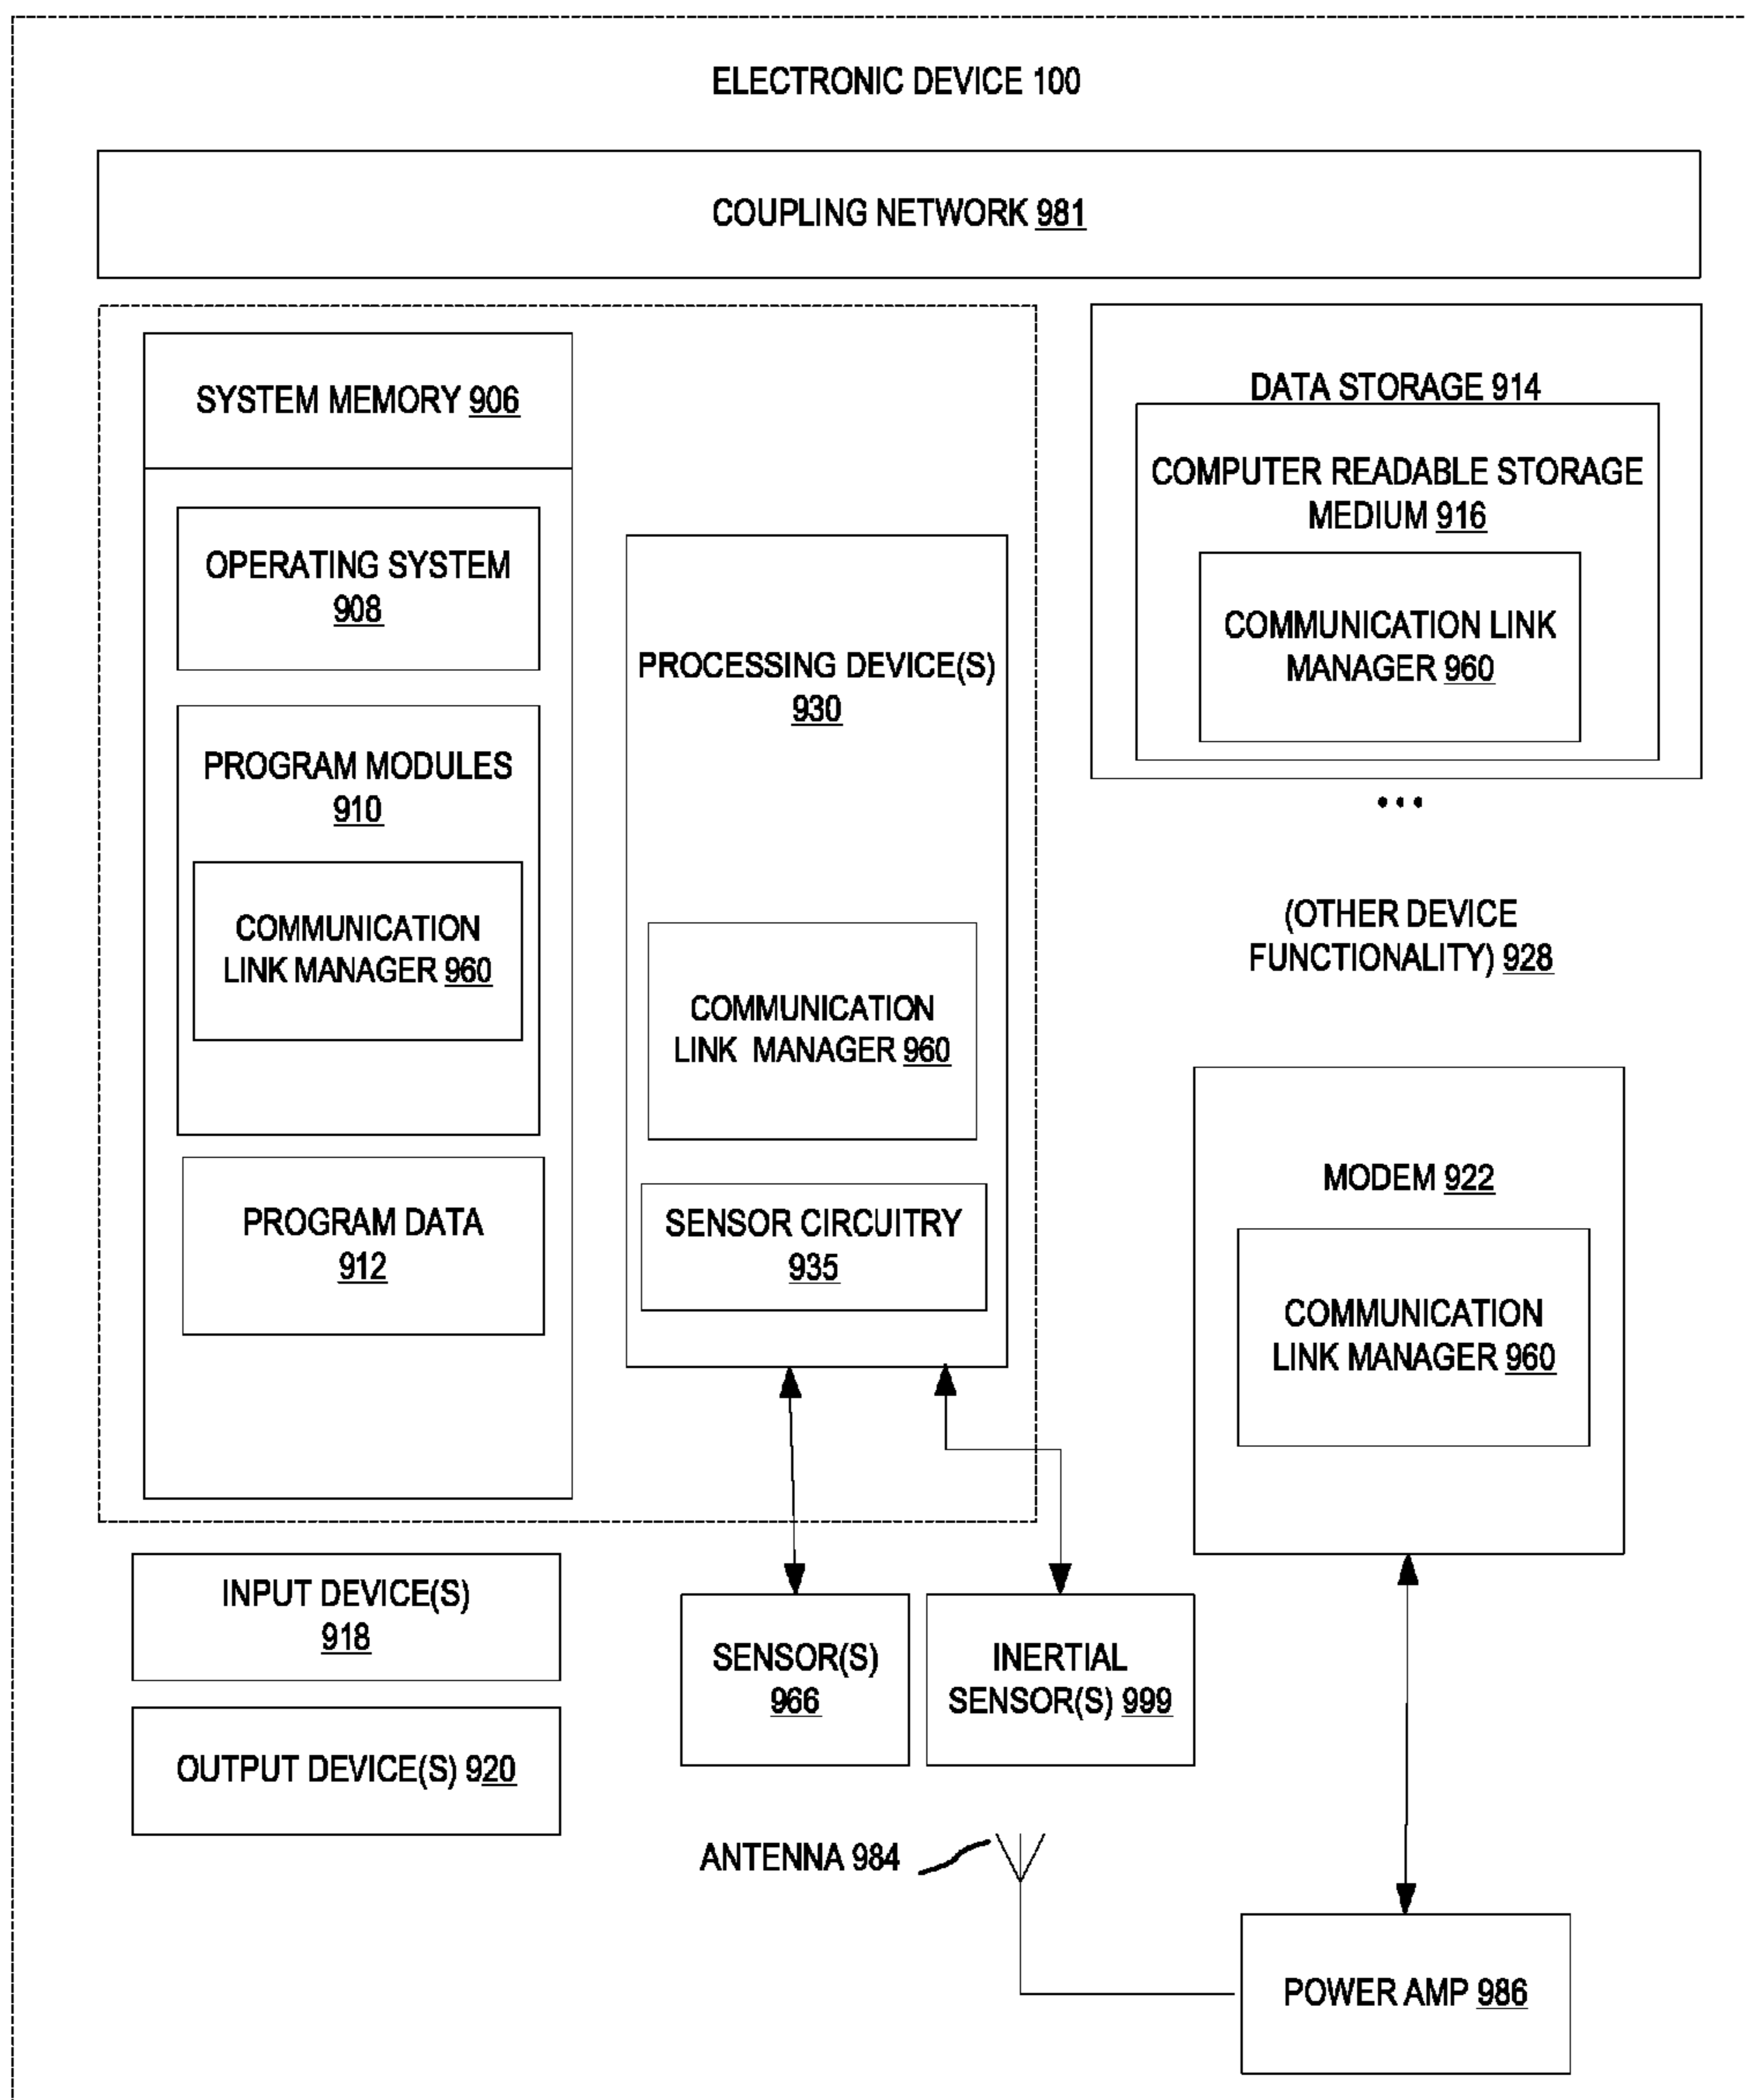 ELECTRONIC DEVICE 100
COUPLING NETWORK 981
SYSTEM MEMORY 906
OPERATING SYSTEM
908
PROGRAM MODULES
910
COMMUNICATION
LINK MANAGER 960
PROGRAM DATA
912
PROCESSING DEVICE(S)
930
COMMUNICATION
LINK MANAGER 960
SENSOR CIRCUITRY
935
DATA STORAGE 914
COMPUTER READABLE STORAGE
MEDIUM 916
COMMUNICATION LINK
MANAGER 960
...
(OTHER DEVICE
FUNCTIONALITY) 928
MODEM 922
COMMUNICATION
LINK MANAGER 960
INPUT DEVICE(S)
918
OUTPUT DEVICE(S) 920
SENSOR(S)
966
INERTIAL
SENSOR(S) 999
ANTENNA 984
POWER AMP 986